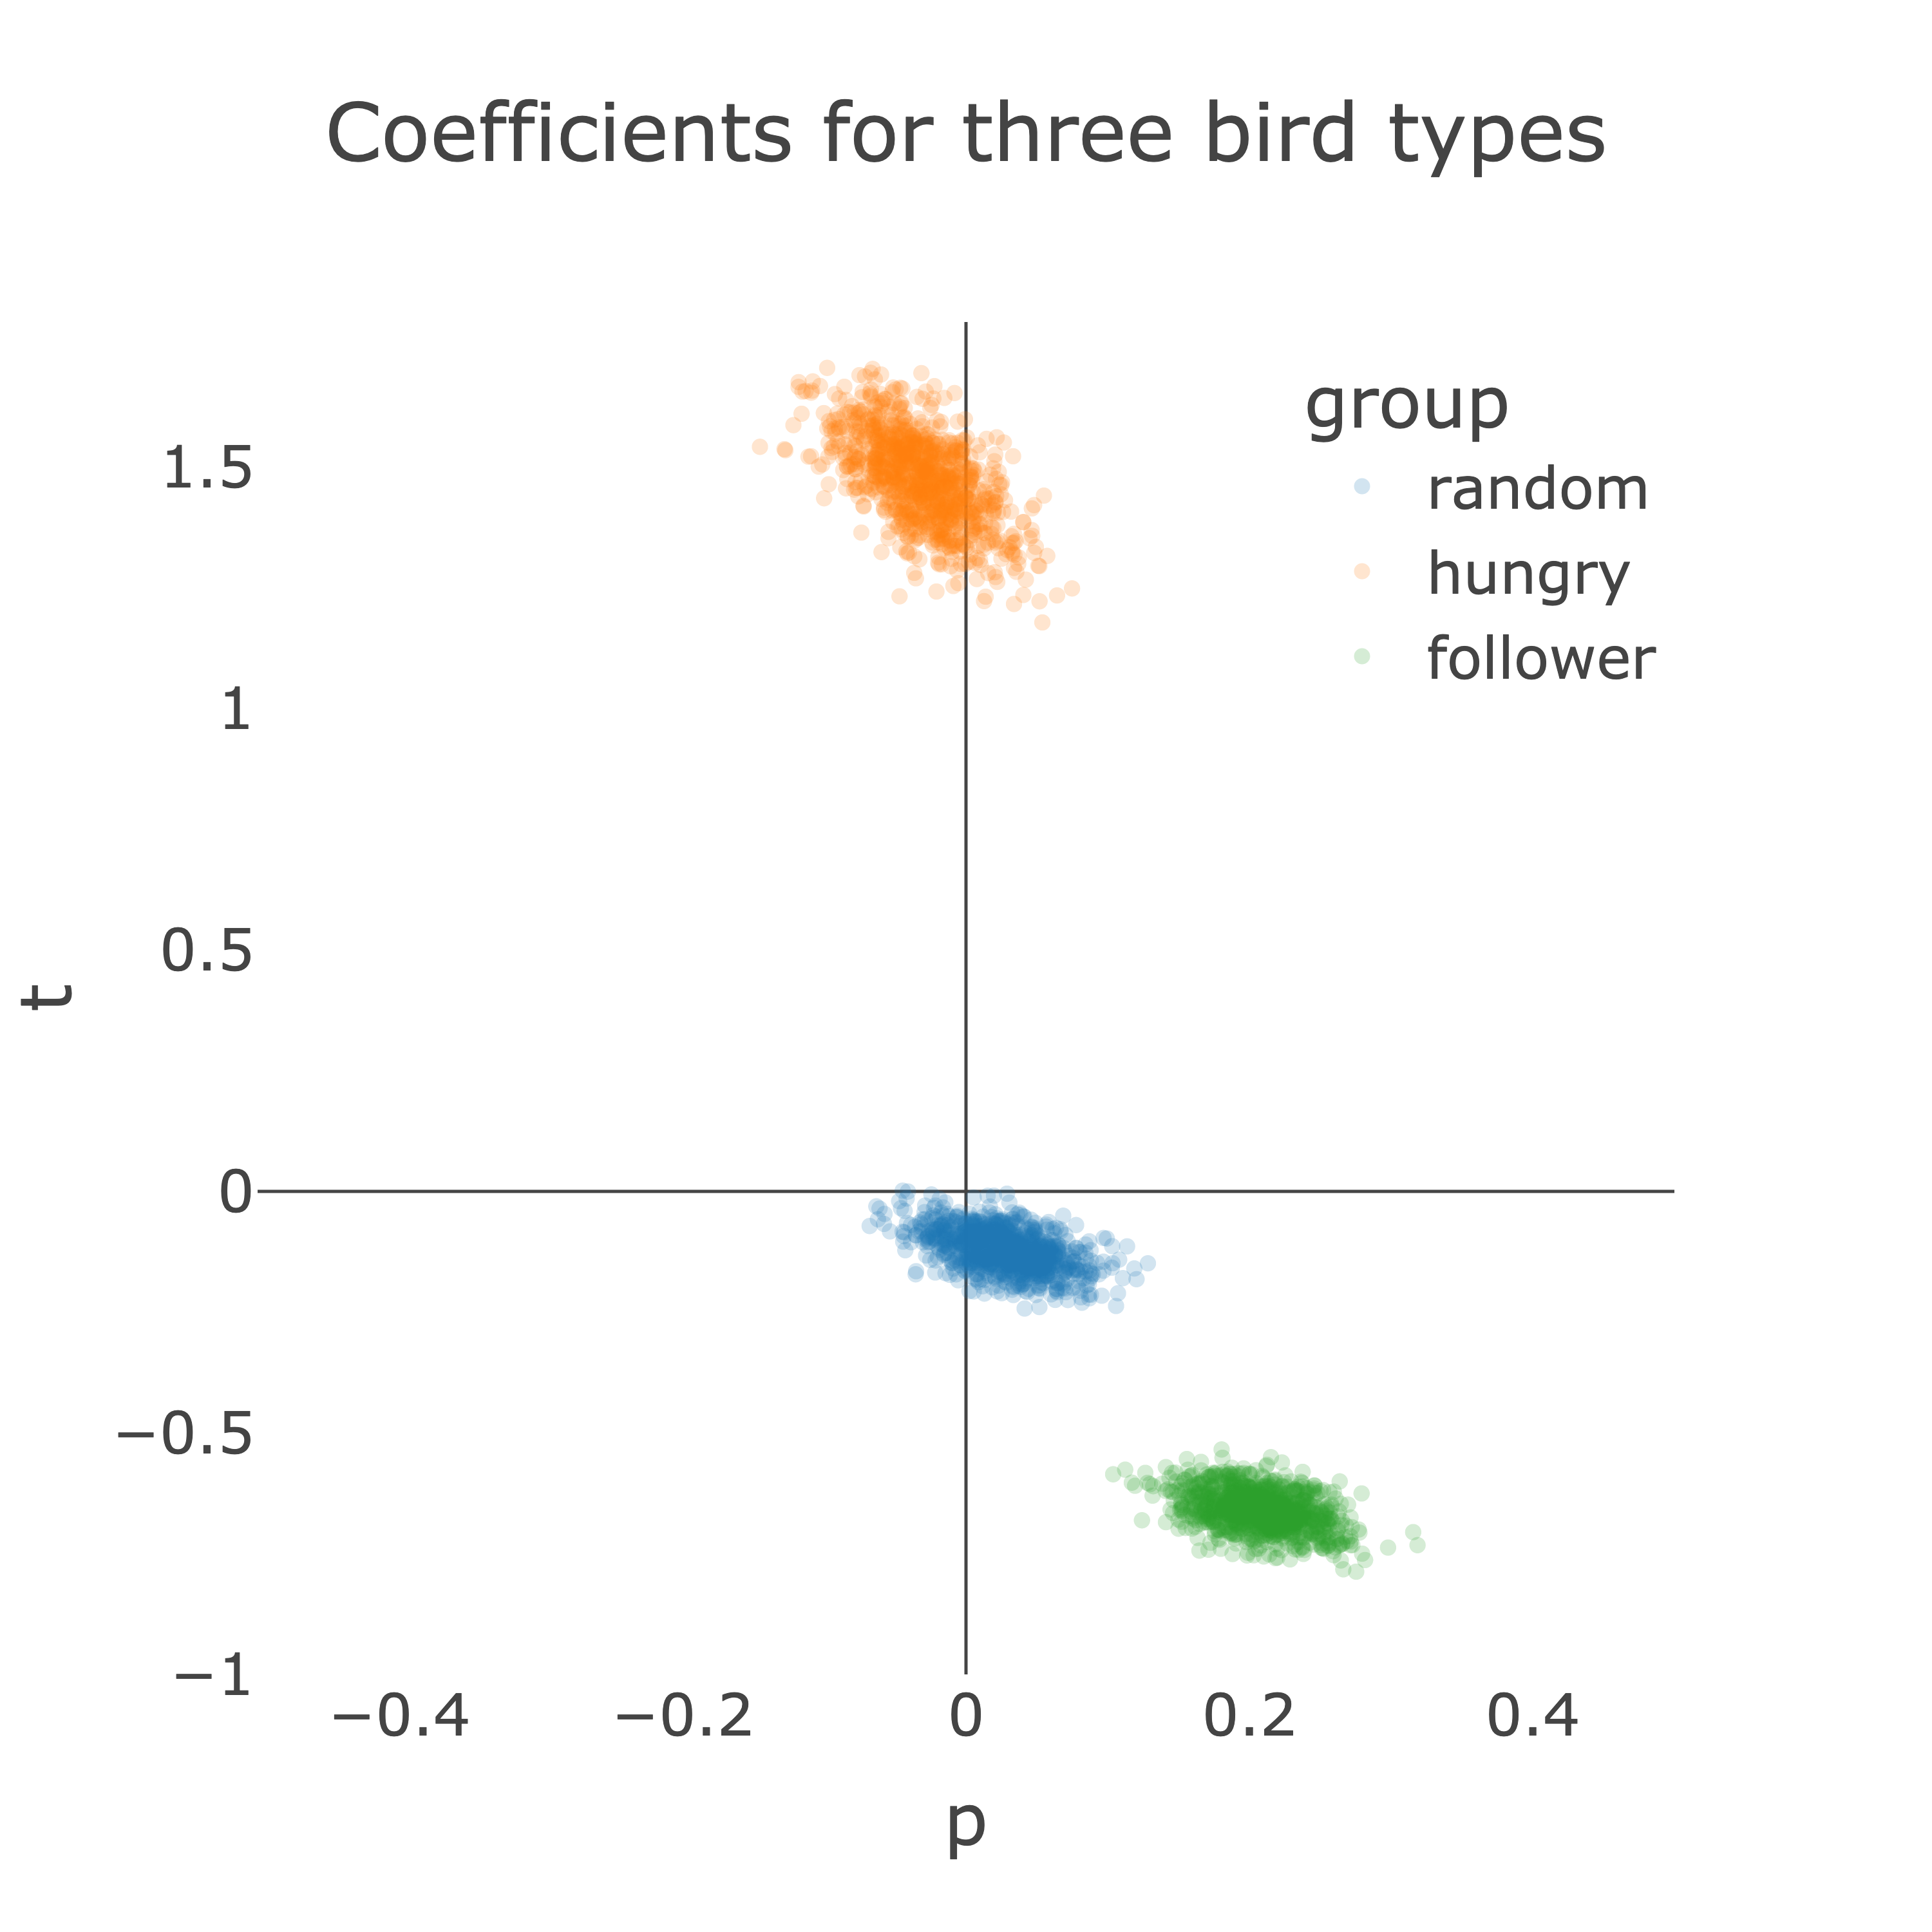 Coefficients for three bird types
group
random
hungry
follower
1.5
1
0.5
0
−0.5
−1
t
−0.4 −0.2 0 0.2 0.4
p